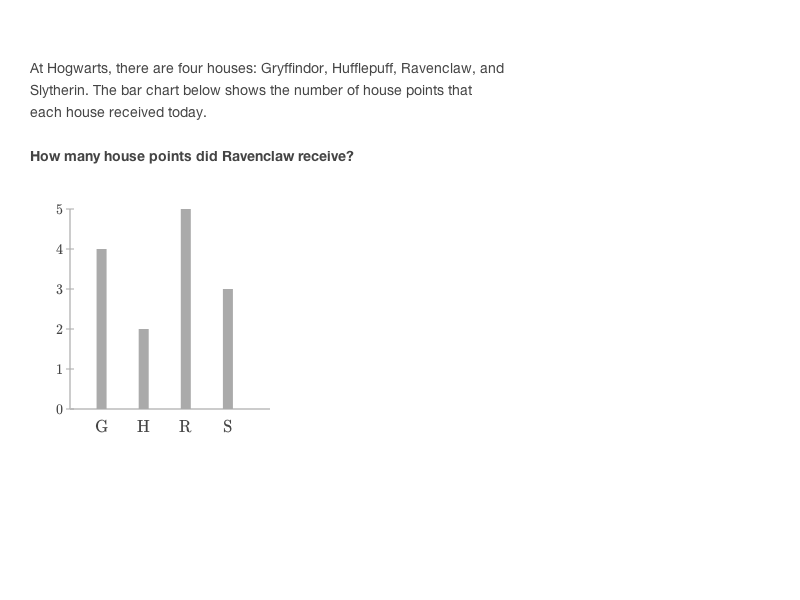 At Hogwarts, there are four houses: Gryffindor, Hufflepuff, Ravenclaw, and
Slytherin. The bar chart below shows the number of house points that
each house received today.
How many house points did Ravenclaw receive?
5
4
3
2
1
0
G H R S